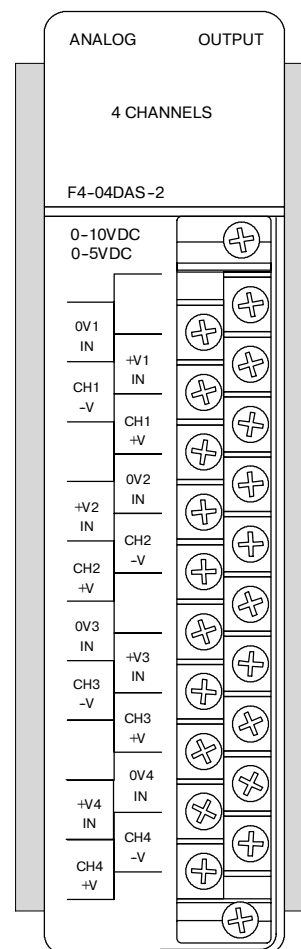 ANALOG OUTPUT
4 CHANNELS
F4-04DAS-2
0-10VDC
0-5VDC
0V1
IN
+V1
IN
CH1
-V
CH1
+V
0V2
IN
+V2
IN
CH2
-V
CH2
+V
0V3
IN
+V3
IN
CH3
-V
CH3
+V
0V4
IN
+V4
IN
CH4
-V
CH4
+V